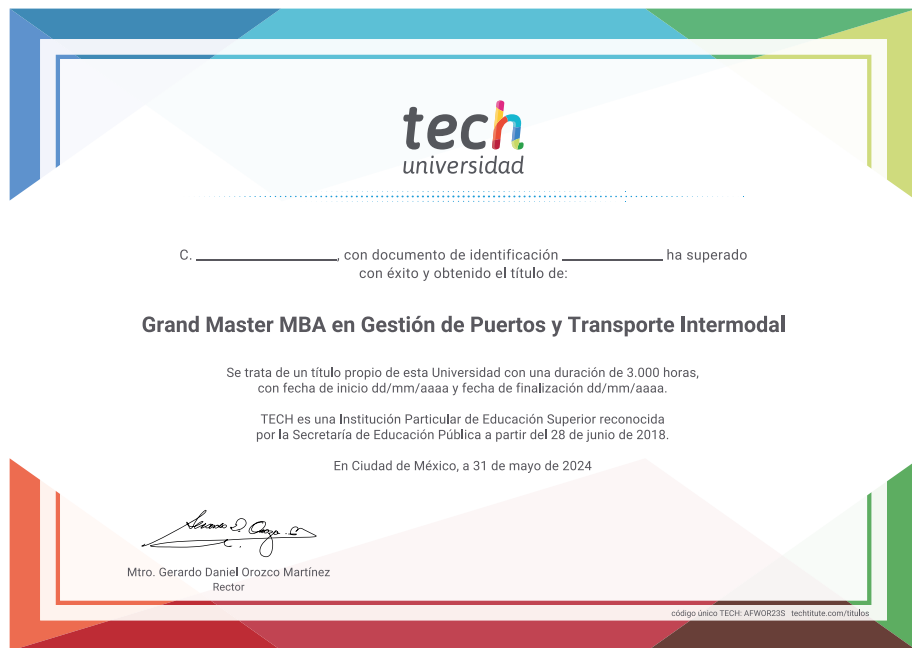 tech
universidad
C. ________________, con documento de identificación ____________ ha superado
con éxito y obtenido el título de:
Grand Master MBA en Gestión de Puertos y Transporte Intermodal
Se trata de un título propio de esta Universidad con una duración de 3.000 horas,
con fecha de inicio dd/mm/aaaa y fecha de finalización dd/mm/aaaa.
TECH es una Institución Particular de Educación Superior reconocida
por la Secretaría de Educación Pública a partir del 28 de junio de 2018.
En Ciudad de México, a 31 de mayo de 2024
Mtro. Gerardo Daniel Orozco Martínez
Rector
código único TECH: AFWOR23S techtitute.com/titulos